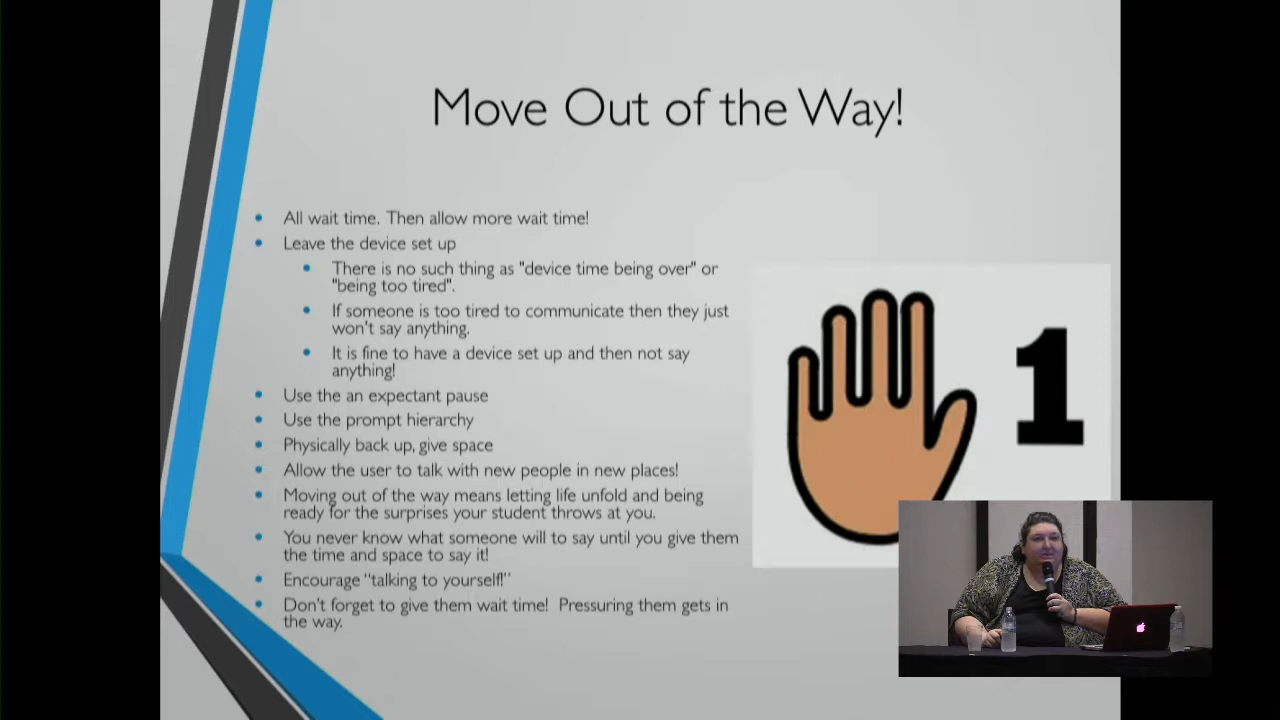 Move Out of the Way!
All wait time. Then allow more wait time!
Leave the device set up
There is no such thing as "device time being over" or
"being too tired".
If someone is too tired to communicate then they just
won't say anything.
It is fine to have a device set up and then not say
anything!
Use the an expectant pause
Use the prompt hierarchy
Physically back up, give space
Allow the user to talk with new people in new places!
Moving out of the way means letting life unfold and being
ready for the surprises your student throws at you.
You never know what someone will to say until you give them
the time and space to say it!
Encourage “talking to yourself!”
Don't forget to give them wait time! Pressuring them gets in
the way.
1